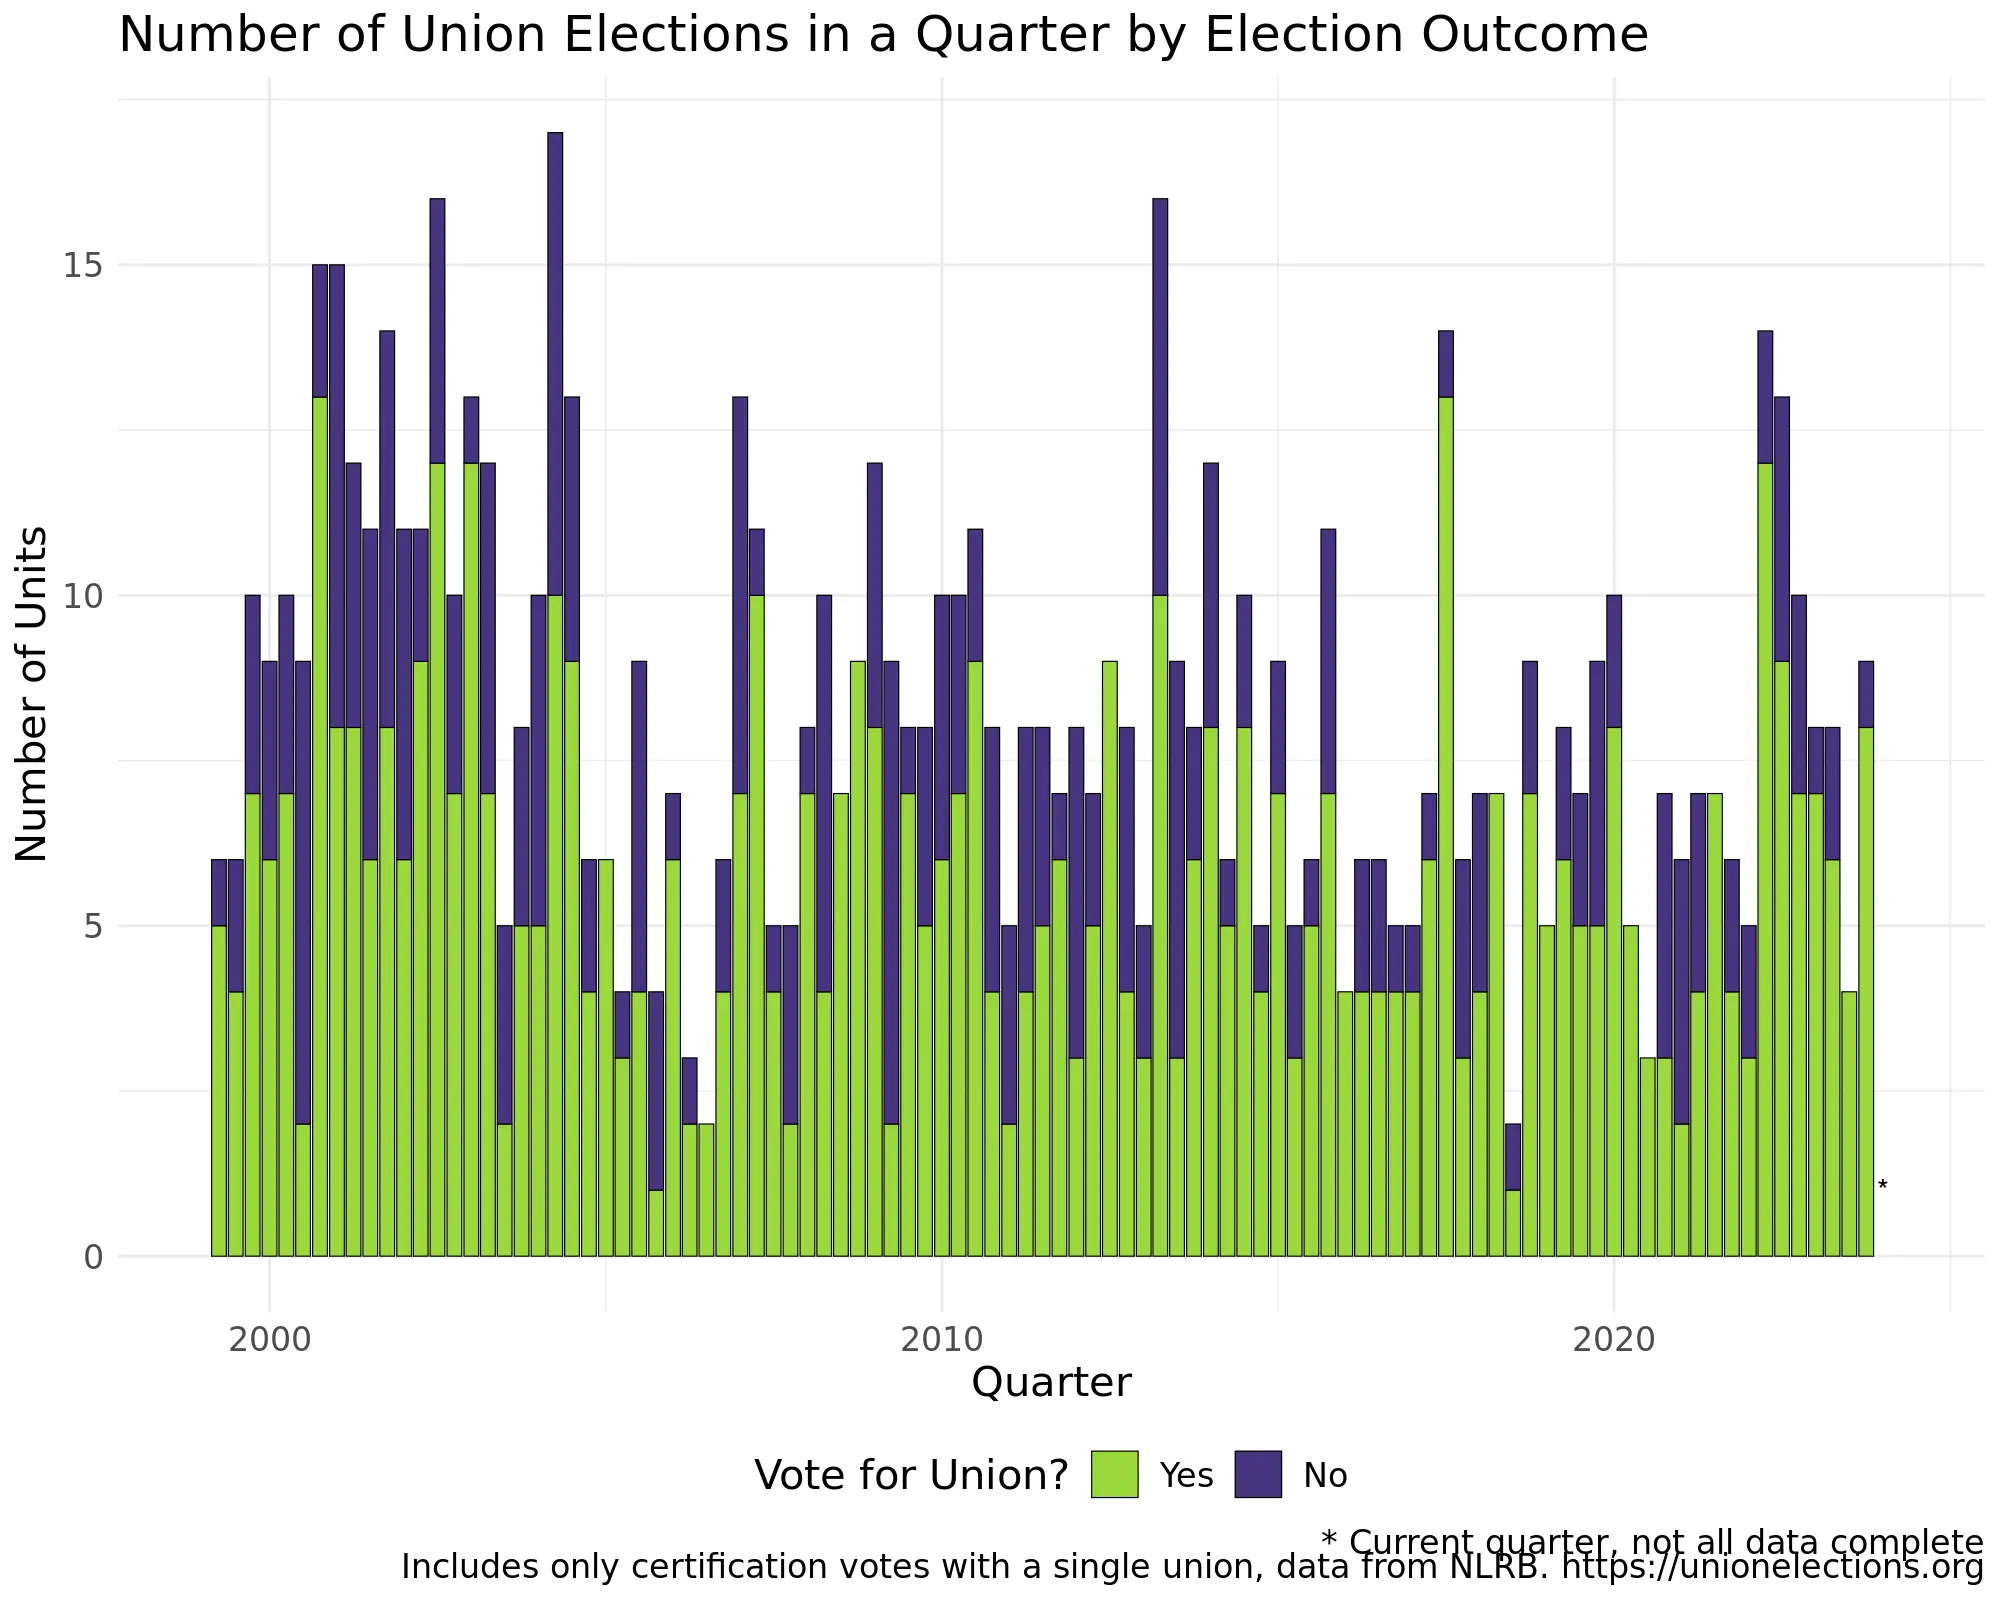 Number of Union Elections in a Quarter by Election Outcome
Number of Units
15
10
5
0
*
2000 2010 2020
Quarter
Vote for Union? Yes No
* Current quarter, not all data complete
Includes only certification votes with a single union, data from NLRB. https://unionelections.org